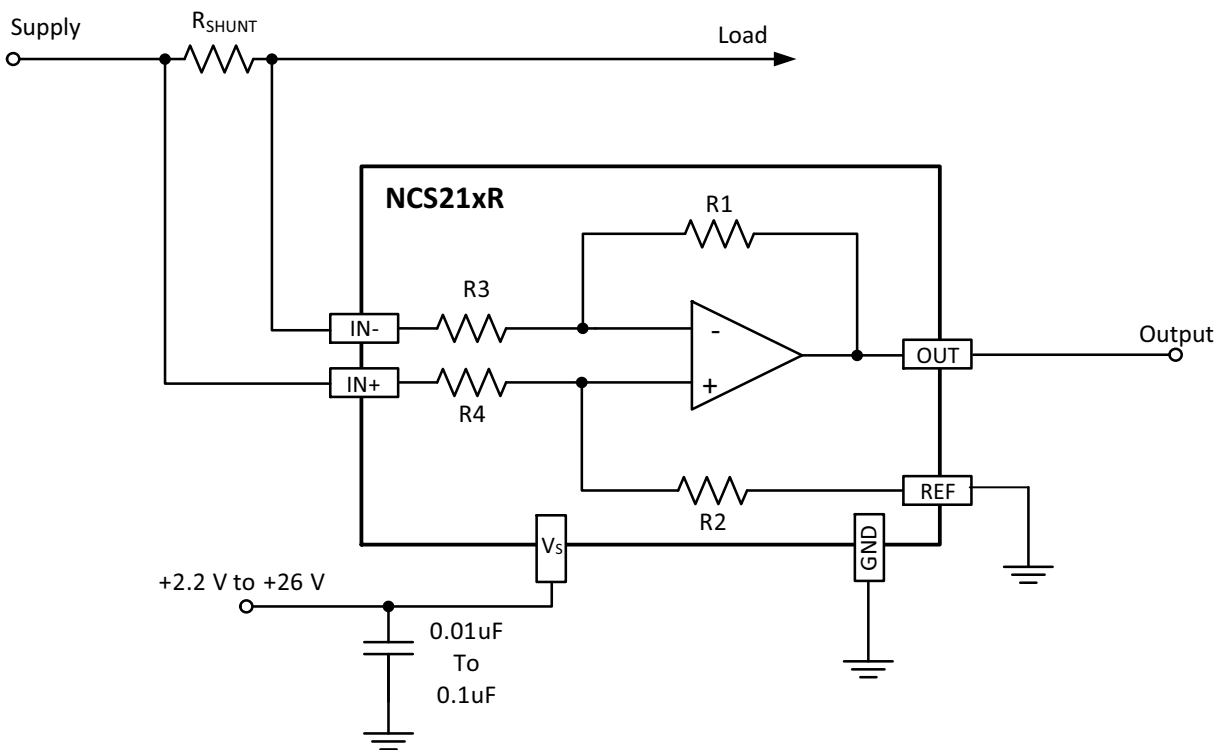 Supply
RSHUNT
Load
NCS21xR
R1
R3
IN-
-
OUT
Output
IN+
+
R4
REF
R2
VS
GND
+2.2 V to +26 V
0.01uF
To
0.1uF